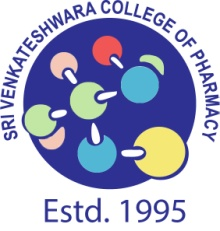 SRI VENKATESHWARA COLLEGE OF PHARMACY
Estd. 1995